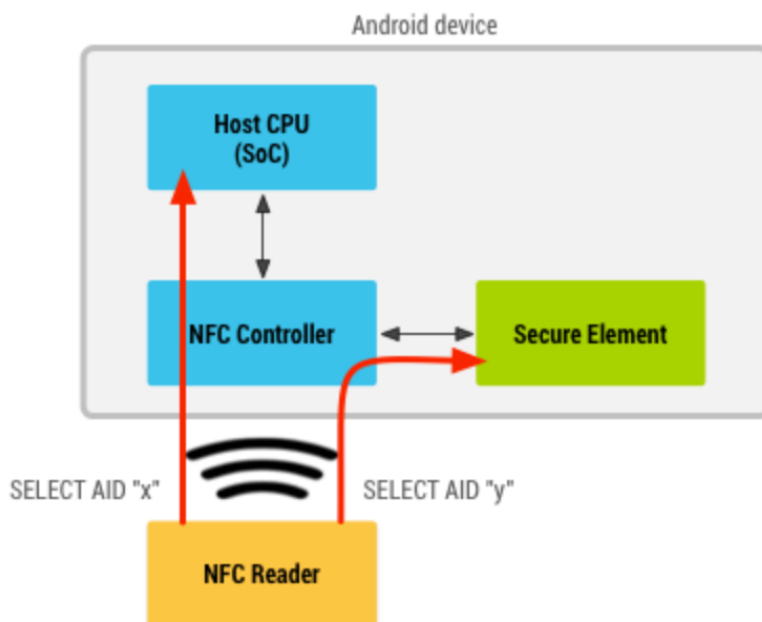 Android device
Host CPU
(SoC)
NFC Controller
Secure Element
SELECT AID "x"
SELECT AID "y"
NFC Reader